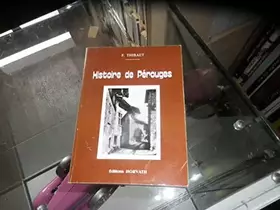 F. THIBAUT
Histoire de Pérouges
Editions HORVATH